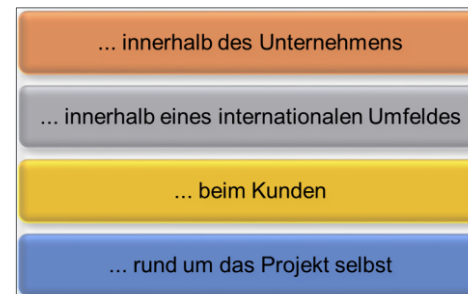 ... innerhalb des Unternehmens
... innerhalb eines internationalen Umfeldes
... beim Kunden
... rund um das Projekt selbst